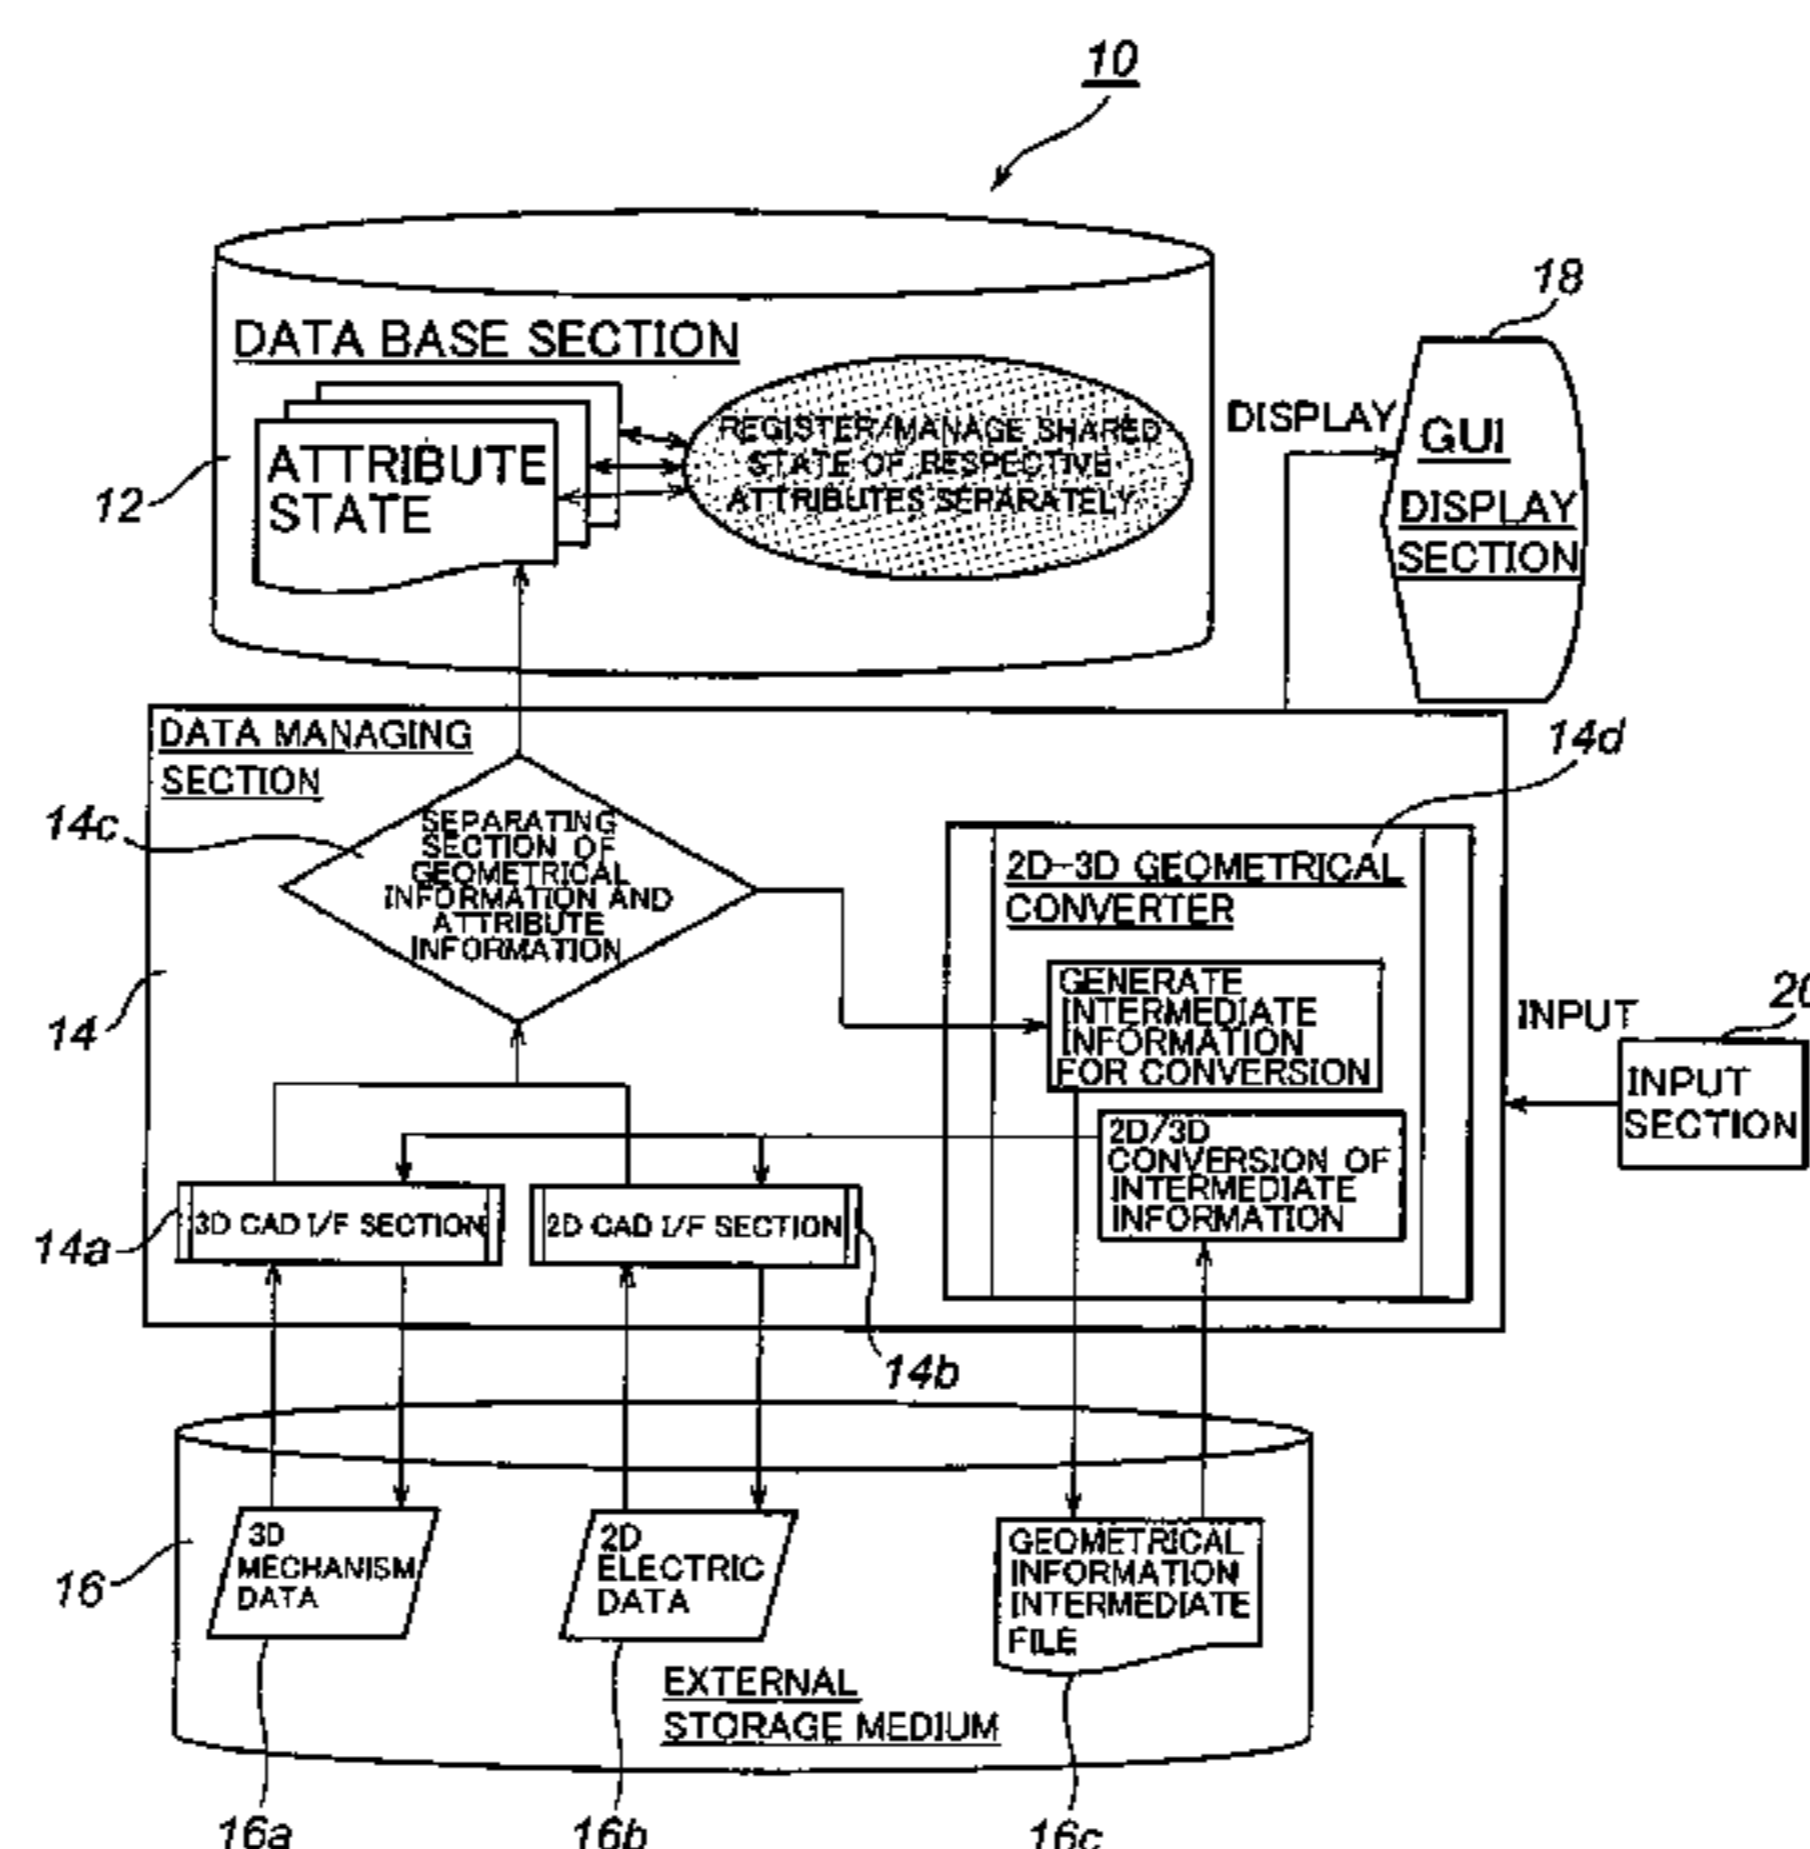 10
18
DATA BASE SECTION
DISPLAY
GUI
DISPLAY
SECTION
ATTRIBUTE
STATE
REGISTER/MANAGE SHARED
STATE OF RESPECTIVE
ATTRIBUTES SEPARATELY
12
DATA MANAGING
SECTION
14d
14c
SEPARATING
SECTION OF
GEOMETRICAL
INFORMATION AND
ATTRIBUTE
INFORMATION
2D-3D GEOMETRICAL
CONVERTER
GENERATE
INTERMEDIATE
INFORMATION
FOR CONVERSION
14
INPUT
20
INPUT
SECTION
2D/3D
CONVERSION OF
INTERMEDIATE
INFORMATION
14a
3D CAD I/F SECTION
2D CAD I/F SECTION
14b
16
3D
MECHANISM
DATA
2D
ELECTRIC
DATA
GEOMETRICAL
INFORMATION
INTERMEDIATE
FILE
EXTERNAL
STORAGE MEDIUM
16a
16b
16c